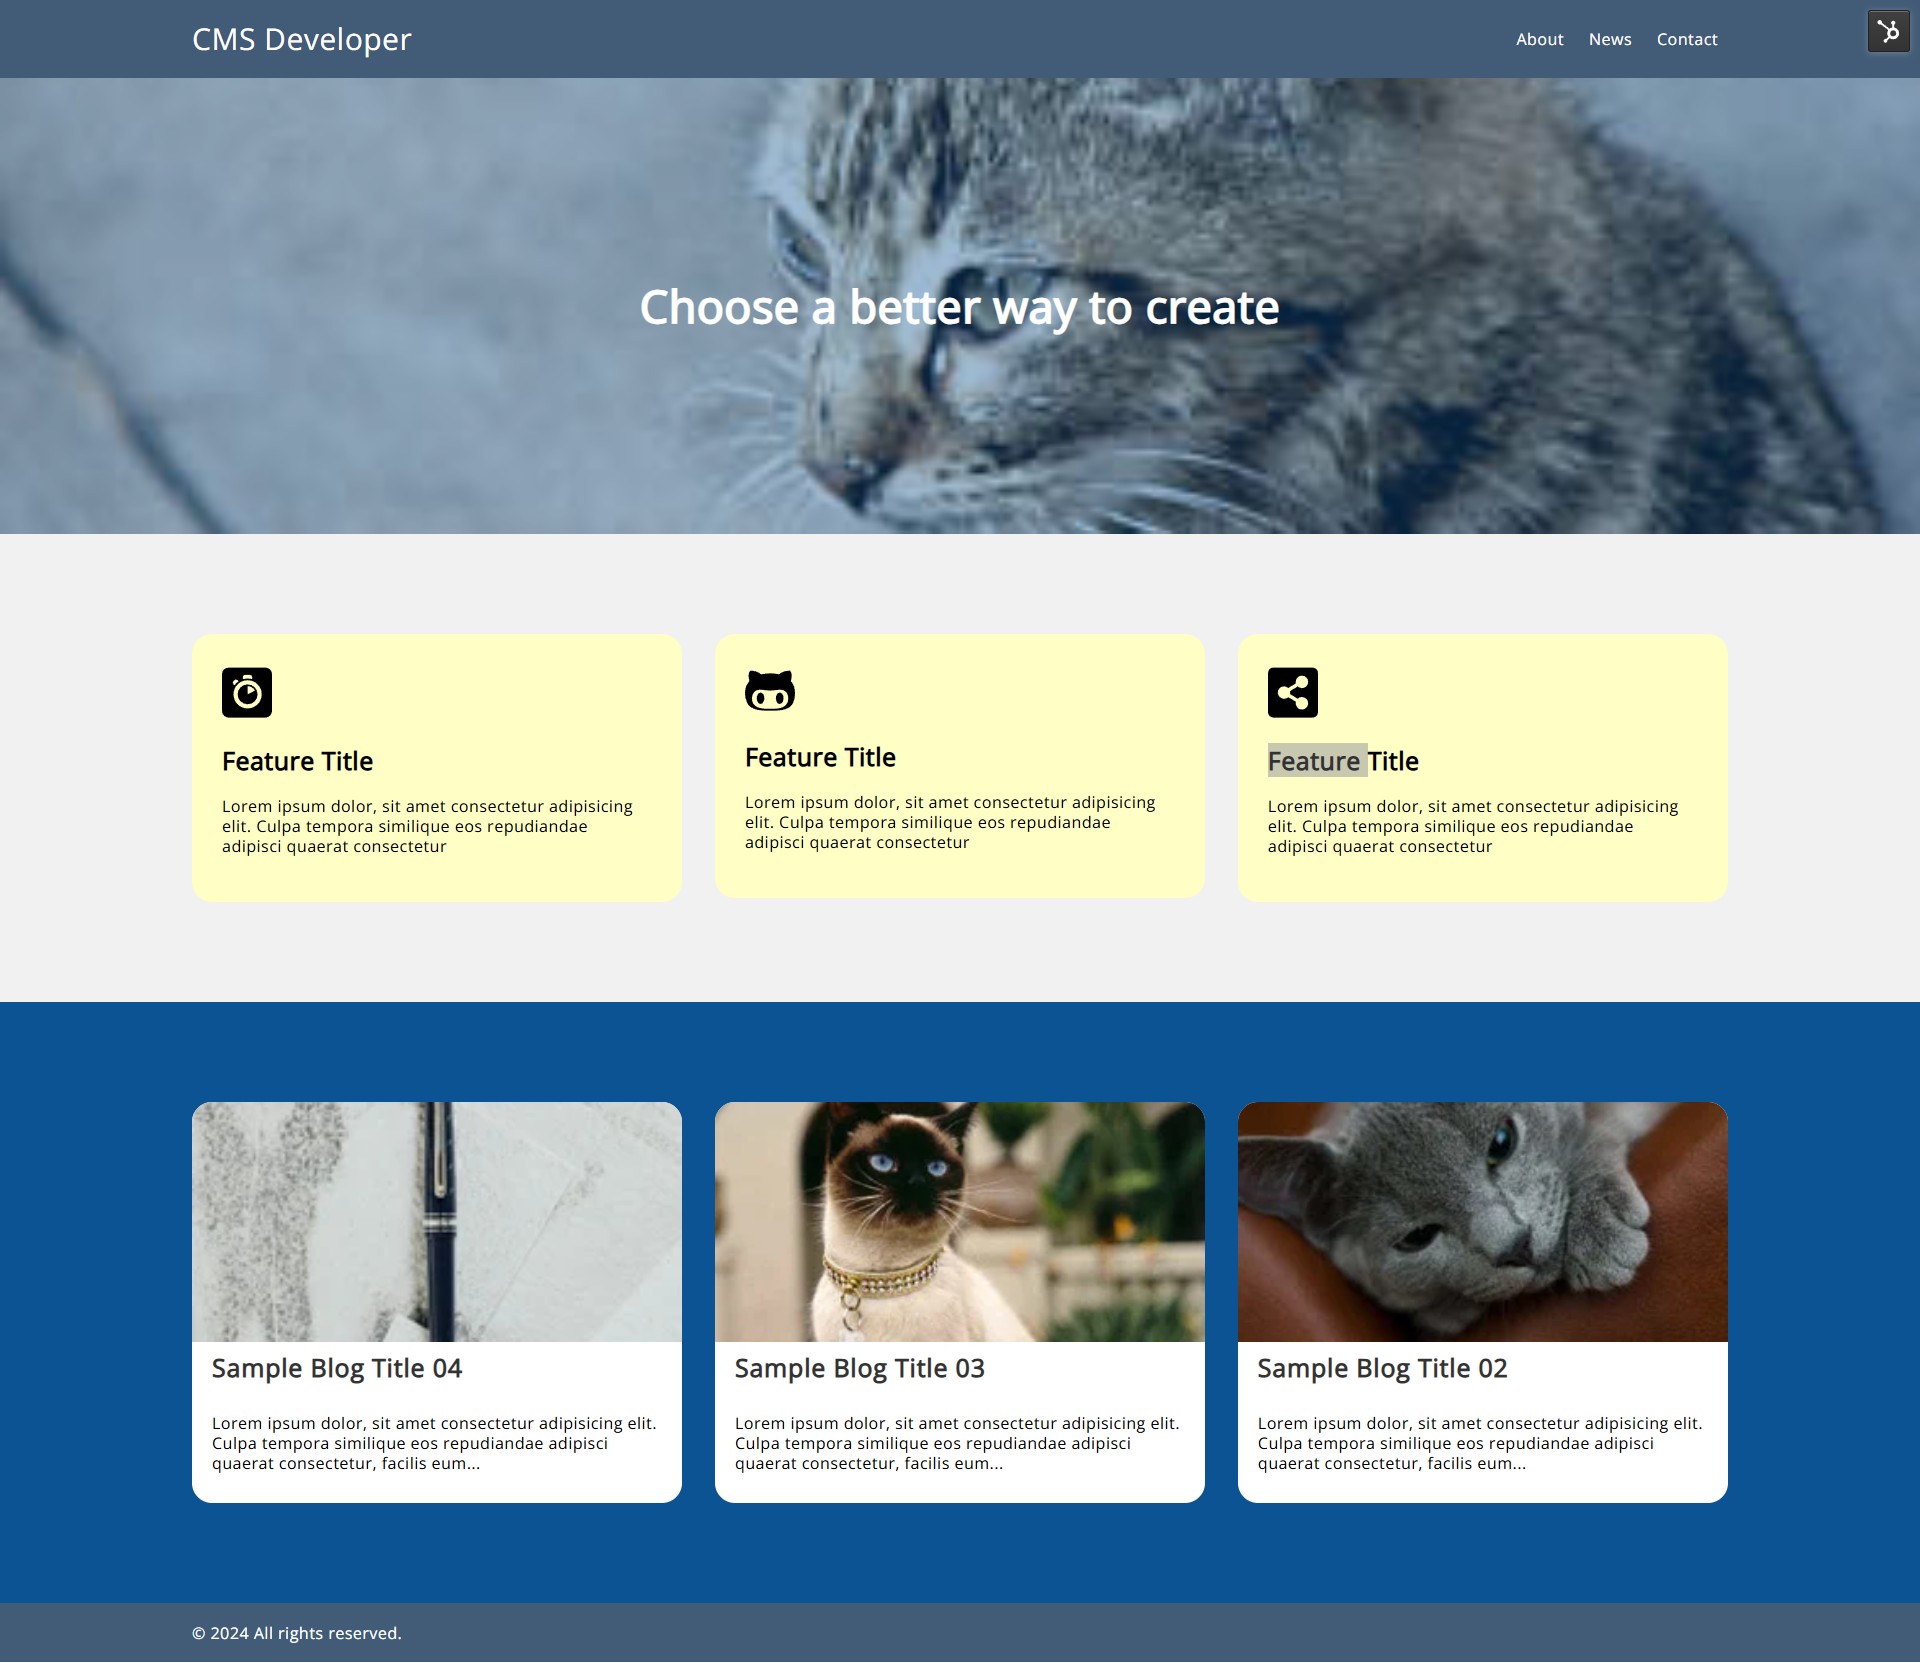 CMS Developer
About News Contact
Choose a better way to create
Feature Title
Lorem ipsum dolor, sit amet consectetur adipisicing
elit. Culpa tempora similique eos repudiandae
adipisci quaerat consectetur
Feature Title
Lorem ipsum dolor, sit amet consectetur adipisicing
elit. Culpa tempora similique eos repudiandae
adipisci quaerat consectetur
Feature Title
Lorem ipsum dolor, sit amet consectetur adipisicing
elit. Culpa tempora similique eos repudiandae
adipisci quaerat consectetur
Sample Blog Title 04
Lorem ipsum dolor, sit amet consectetur adipisicing elit.
Culpa tempora similique eos repudiandae adipisci
quaerat consectetur, facilis eum...
Sample Blog Title 03
Lorem ipsum dolor, sit amet consectetur adipisicing elit.
Culpa tempora similique eos repudiandae adipisci
quaerat consectetur, facilis eum...
Sample Blog Title 02
Lorem ipsum dolor, sit amet consectetur adipisicing elit.
Culpa tempora similique eos repudiandae adipisci
quaerat consectetur, facilis eum...
© 2024 All rights reserved.